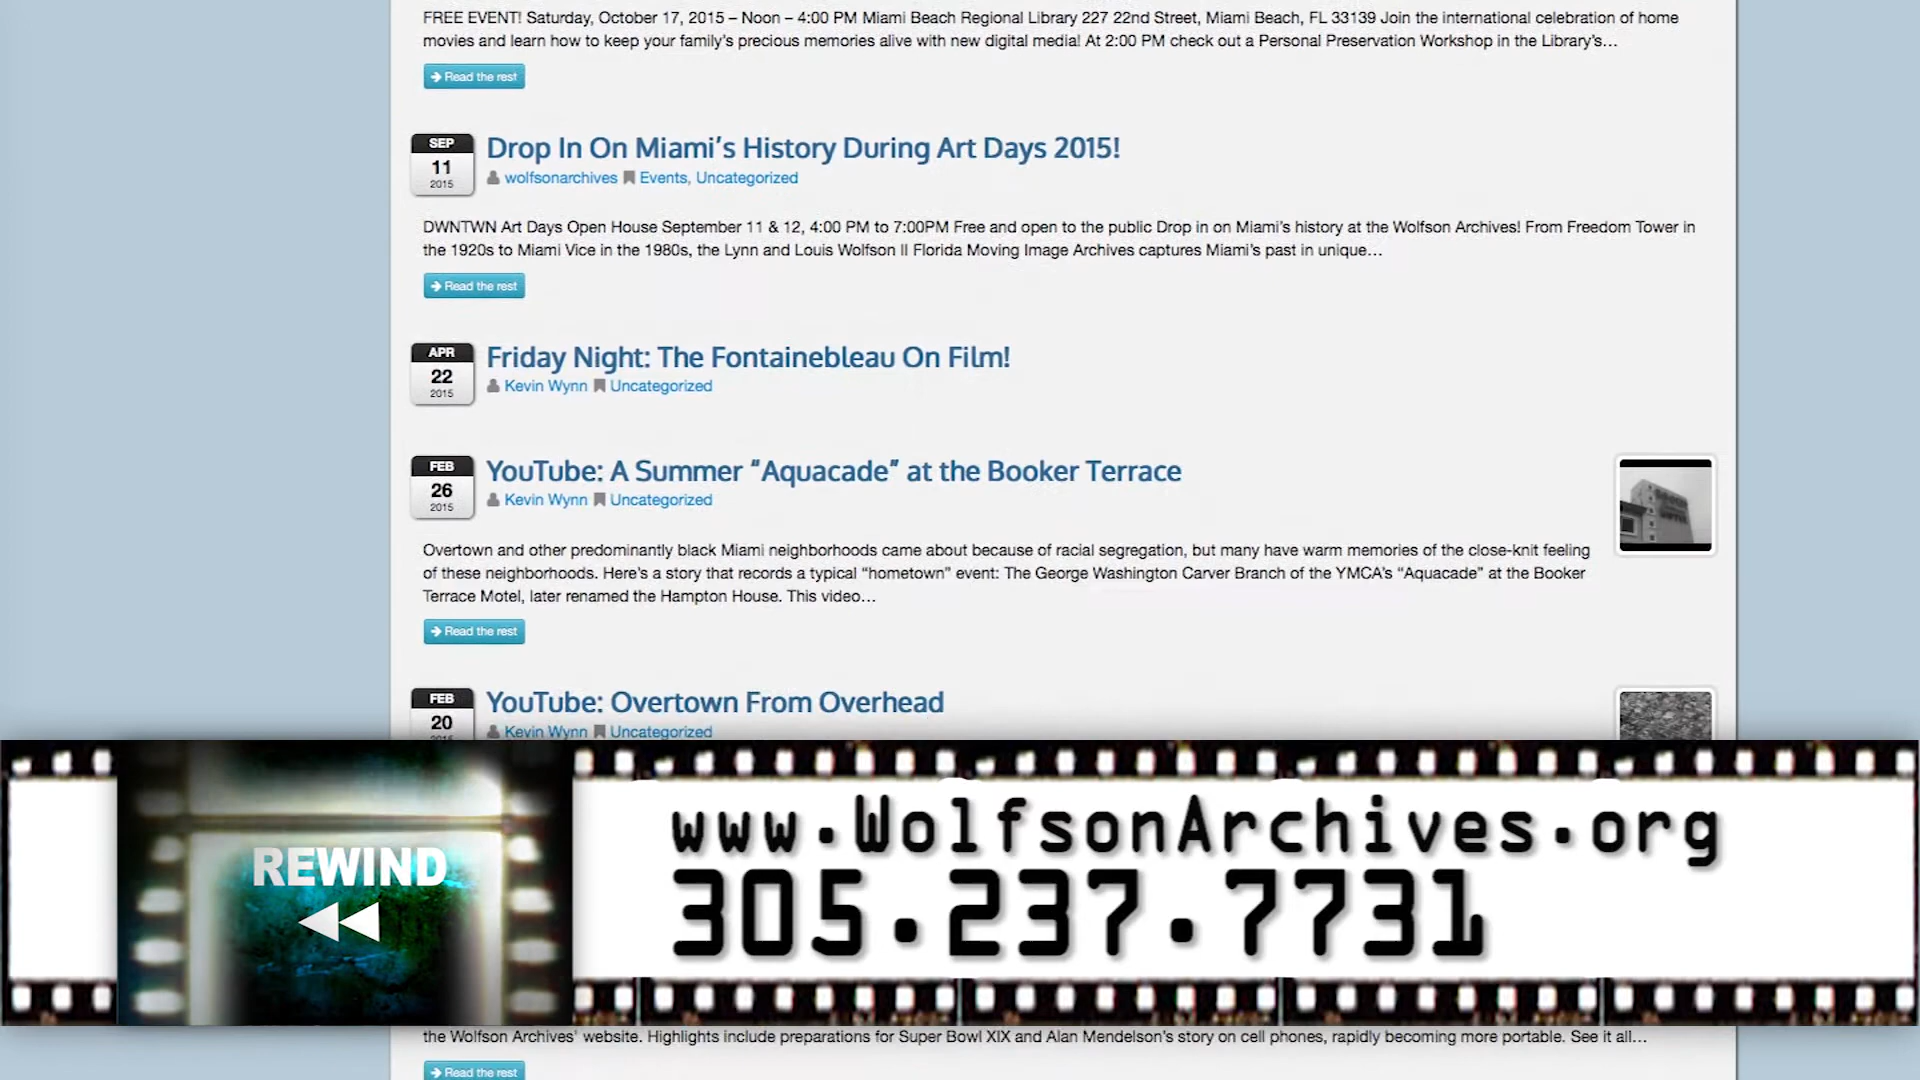 FREE EVENT! Saturday, October 17, 2015 – Noon – 4:00 PM Miami Beach Regional Library 227 22nd Street, Miami Beach, FL 33139 Join the international celebration of home
movies and learn how to keep your family's precious memories alive with new digital media! At 2:00 PM check out a Personal Preservation Workshop in the Library's…
Read the rest
SEP
11
2015
Drop In On Miami's History During Art Days 2015!
wolfsonarchives Events, Uncategorized
DWNTWN Art Days Open House September 11 & 12, 4:00 PM to 7:00PM Free and open to the public Drop in on Miami's history at the Wolfson Archives! From Freedom Tower in
the 1920s to Miami Vice in the 1980s, the Lynn and Louis Wolfson II Florida Moving Image Archives captures Miami's past in unique…
Read the rest
APR
22
2015
Friday Night: The Fontainebleau On Film!
Kevin Wynn Uncategorized
FEB
26
2015
YouTube: A Summer “Aquacade” at the Booker Terrace
Kevin Wynn Uncategorized
Overtown and other predominantly black Miami neighborhoods came about because of racial segregation, but many have warm memories of the close-knit feeling
of these neighborhoods. Here's a story that records a typical “hometown” event: The George Washington Carver Branch of the YMCA's “Aquacade” at the Booker
Terrace Motel, later renamed the Hampton House. This video…
Read the rest
FEB
20
YouTube: Overtown From Overhead
Kevin Wynn Uncategorized
REWIND
www.WolfsonArchives.org
305.237.7731
the Wolfson Archives' website. Highlights include preparations for Super Bowl XIX and Alan Mendelson's story on cell phones, rapidly becoming more portable. See it all…
Read the rest